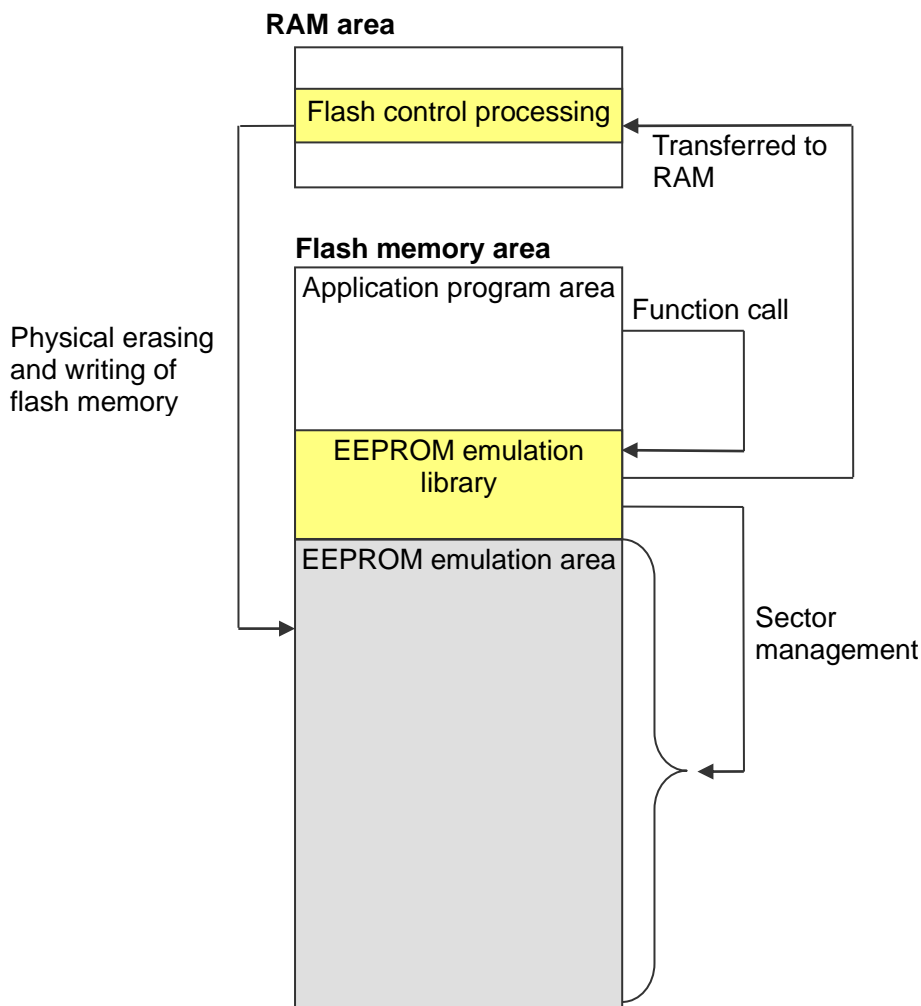 RAM area
Flash control processing
Transferred to
RAM
Flash memory area
Application program area
Function call
Physical erasing
and writing of
flash memory
EEPROM emulation
library
EEPROM emulation area
Sector
management